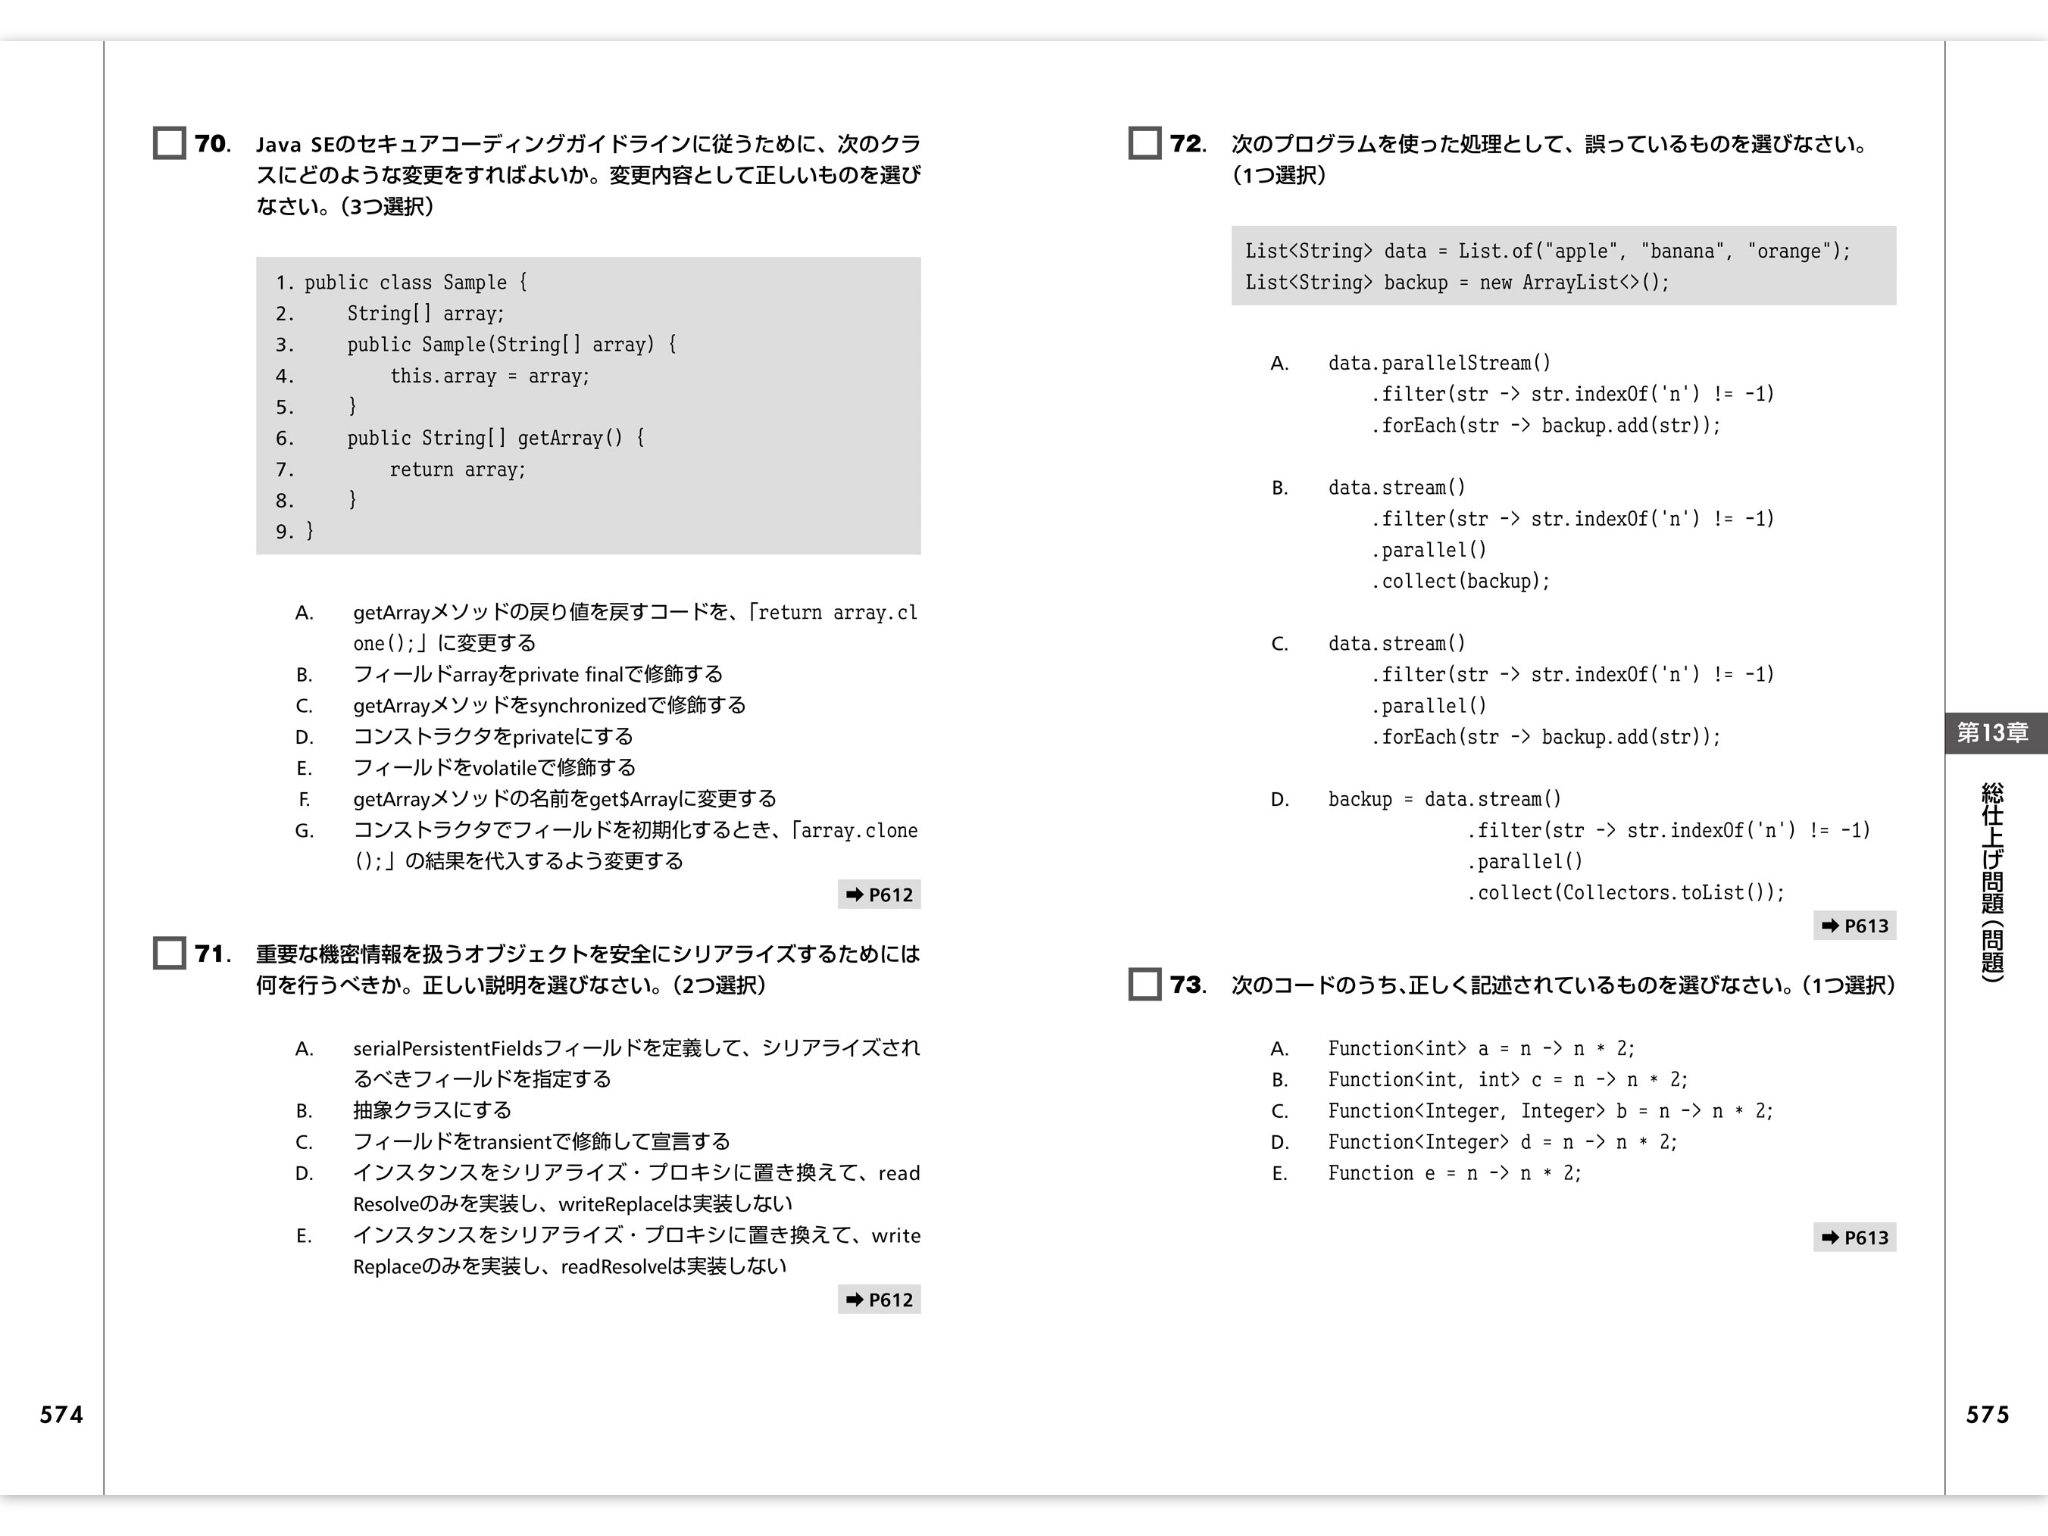 70. Java SEのセキュアコーディングガイドラインに従うために、次のクラ
スにどのような変更をすればよいか。変更内容として正しいものを選び
なさい。（3つ選択）
1. public class Sample {
2.     String[] array;
3.     public Sample(String[] array) {
4.         this.array = array;
5.     }
6.     public String[] getArray() {
7.         return array;
8.     }
9. }
A. getArrayメソッドの戻り値を戻すコードを、「return array.cl
one();」に変更する
B. フィールドarrayをprivate finalで修飾する
C. getArrayメソッドをsynchronizedで修飾する
D. コンストラクタをprivateにする
E. フィールドをvolatileで修飾する
F. getArrayメソッドの名前をget$Arrayに変更する
G. コンストラクタでフィールドを初期化するとき、「array.clone
();」の結果を代入するよう変更する
➡ P612
71. 重要な機密情報を扱うオブジェクトを安全にシリアライズするためには
何を行うべきか。正しい説明を選びなさい。（2つ選択）
A. serialPersistentFieldsフィールドを定義して、シリアライズされ
るべきフィールドを指定する
B. 抽象クラスにする
C. フィールドをtransientで修飾して宣言する
D. インスタンスをシリアライズ・プロキシに置き換えて、read
Resolveのみを実装し、writeReplaceは実装しない
E. インスタンスをシリアライズ・プロキシに置き換えて、write
Replaceのみを実装し、readResolveは実装しない
➡ P612
574
72. 次のプログラムを使った処理として、誤っているものを選びなさい。
（1つ選択）
List<String> data = List.of("apple", "banana", "orange");
List<String> backup = new ArrayList<>();
A. data.parallelStream()
.filter(str -> str.indexOf('n') != -1)
.forEach(str -> backup.add(str));
B. data.stream()
.filter(str -> str.indexOf('n') != -1)
.parallel()
.collect(backup);
C. data.stream()
.filter(str -> str.indexOf('n') != -1)
.parallel()
.forEach(str -> backup.add(str));
D. backup = data.stream()
.filter(str -> str.indexOf('n') != -1)
.parallel()
.collect(Collectors.toList());
➡ P613
73. 次のコードのうち、正しく記述されているものを選びなさい。（1つ選択）
A. Function<int> a = n -> n * 2;
B. Function<int, int> c = n -> n * 2;
C. Function<Integer, Integer> b = n -> n * 2;
D. Function<Integer> d = n -> n * 2;
E. Function e = n -> n * 2;
➡ P613
第13章
総仕上げ問題（問題）
575